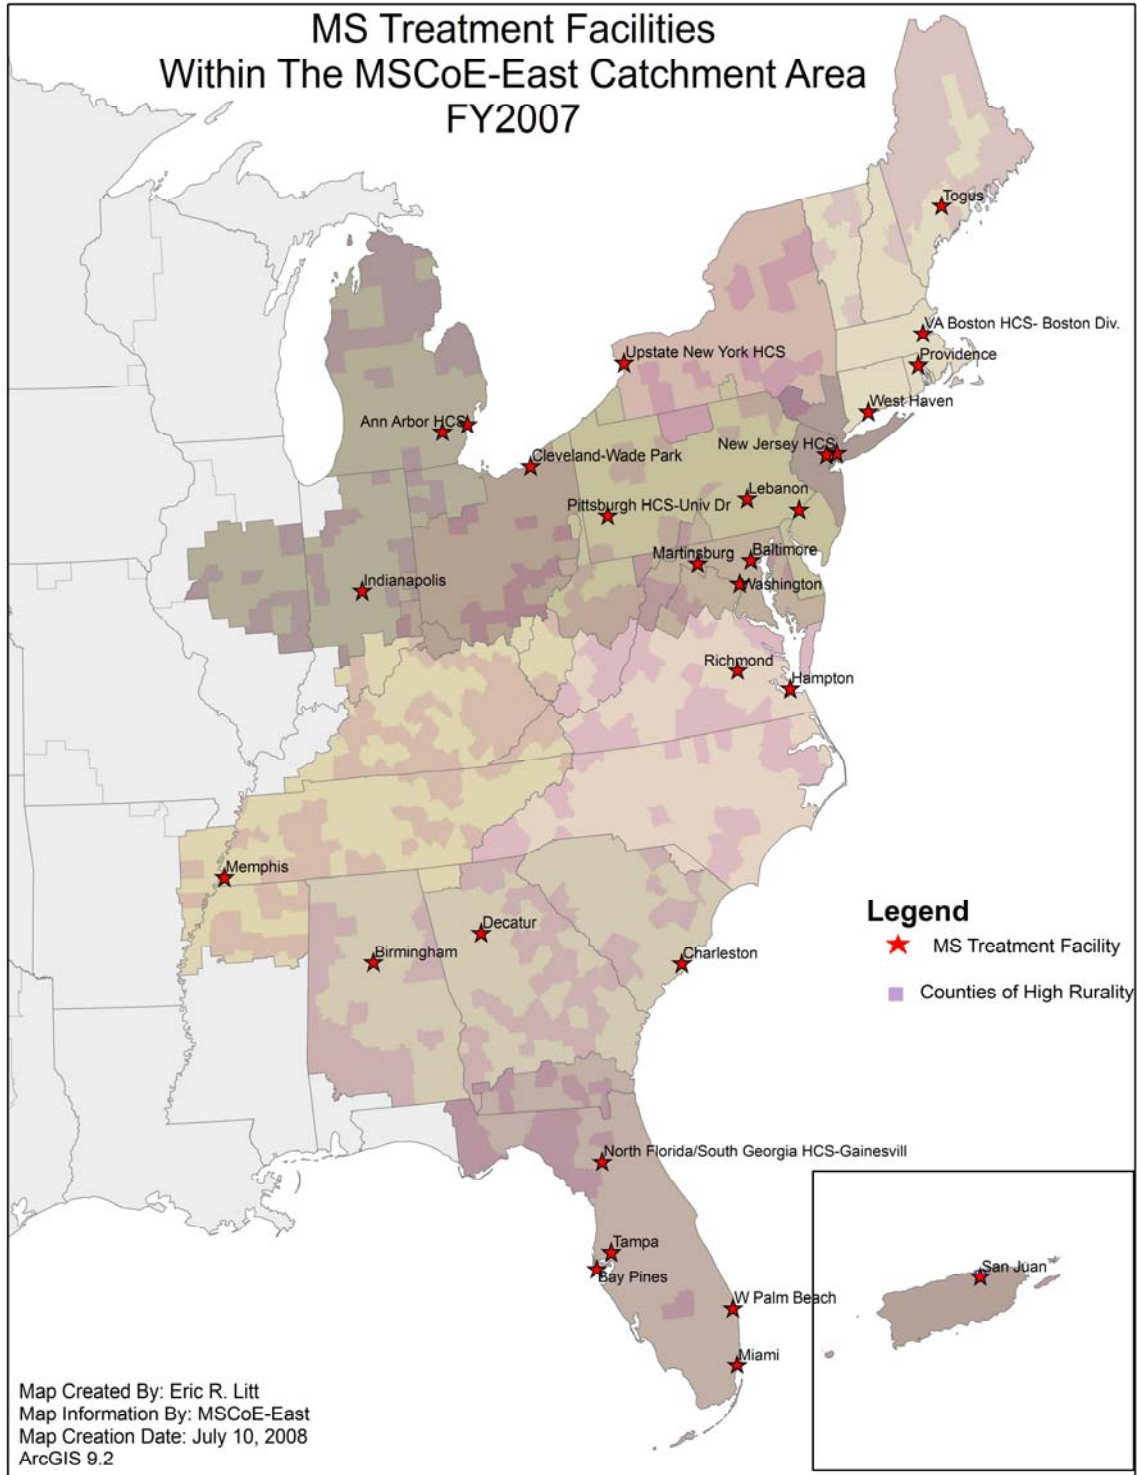 MS Treatment Facilities
Within The MSCoE-East Catchment Area
FY2007
Togus
VA Boston HCS- Boston Div.
Upstate New York HCS
Providence
West Haven
Ann Arbor HCS
New Jersey HCS
Cleveland-Wade Park
Lebanon
Pittsburgh HCS-Univ Dr
Martinsburg
Baltimore
Indianapolis
Washington
Richmond
Hampton
Memphis
Decatur
Birmingham
Charleston
Legend
MS Treatment Facility
Counties of High Rurality
North Florida/South Georgia HCS-Gainesvill
Tampa
Bay Pines
San Juan
W Palm Beach
Miami
Map Created By: Eric R. Litt
Map Information By: MSCoE-East
Map Creation Date: July 10, 2008
ArcGIS 9.2